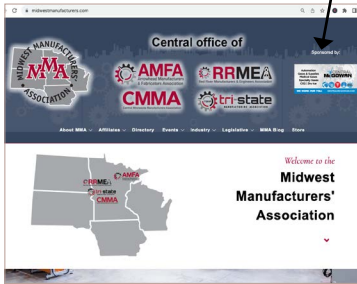 midwestmanufacturers.com
Central office of
Sponsored by:
MIDWEST MANUFACTURERS'
MMA
ASSOCIATION
AMFA
RRMEA
CMMA
tri-state
McGOWAN
About MMA
Affiliates
Directory
Events
Industry
Legislative
MMA Blog
Store
RRMEA
AMFA
tri-state
CMMA
Welcome to the
Midwest
Manufacturers'
Association